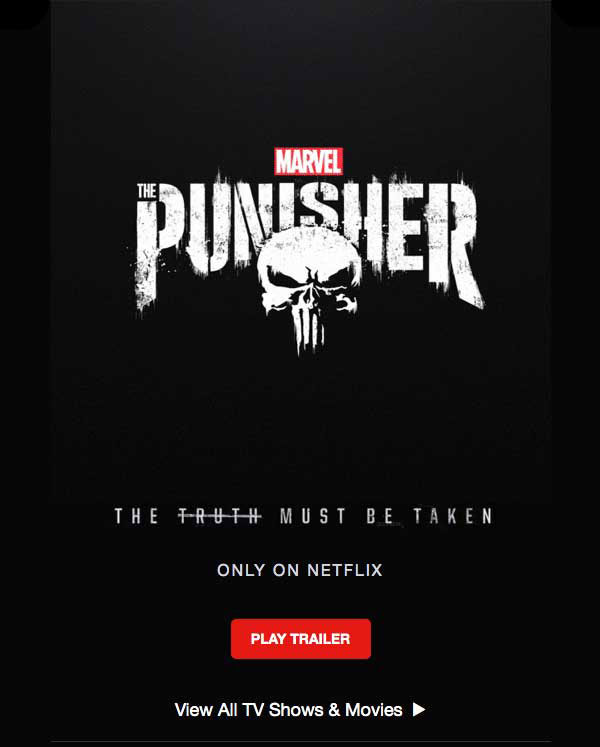 MARVEL
THE PUNISHER
THE TRUTH MUST BE TAKEN
ONLY ON NETFLIX
PLAY TRAILER
View All TV Shows & Movies